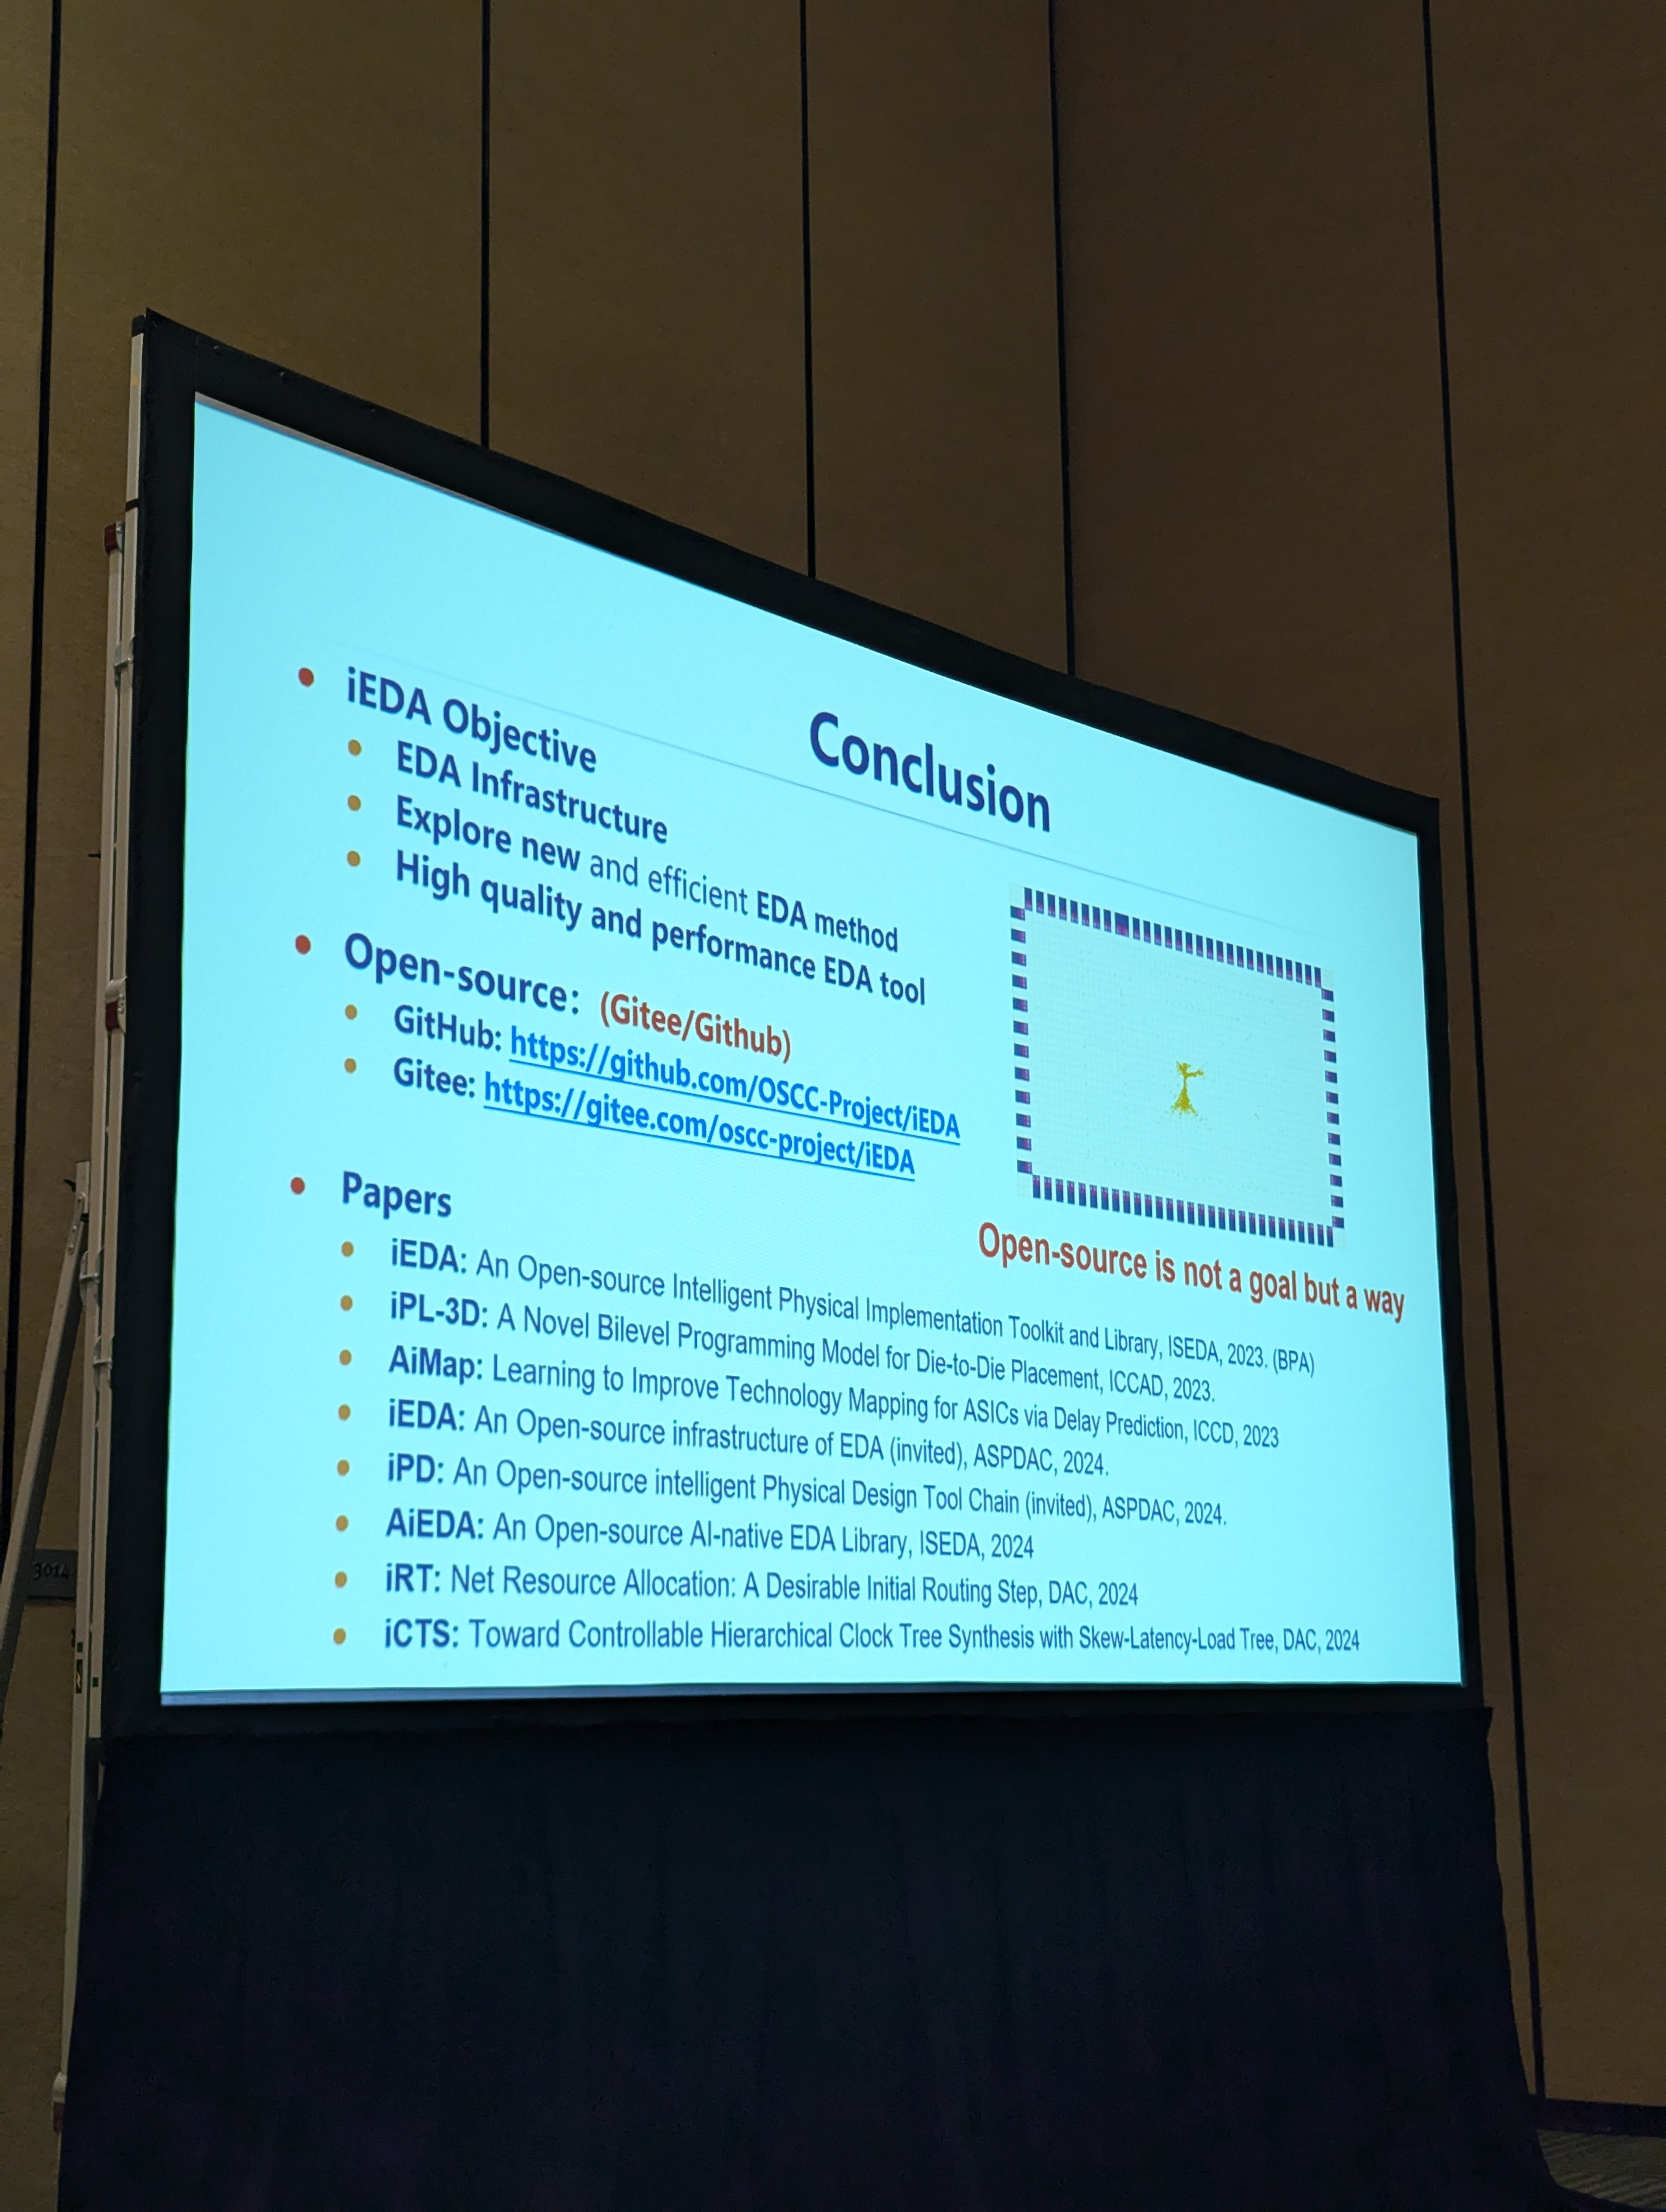 Conclusion
iEDA Objective
EDA Infrastructure
Explore new and efficient EDA method
High quality and performance EDA tool
Open-source: (Gitee/Github)
GitHub: https://github.com/OSCC-Project/iEDA
Gitee: https://gitee.com/oscc-project/iEDA
Open-source is not a goal but a way
Papers
iEDA: An Open-source Intelligent Physical Implementation Toolkit and Library, ISEDA, 2023. (BPA)
iPL-3D: A Novel Bilevel Programming Model for Die-to-Die Placement, ICCAD, 2023.
AiMap: Learning to Improve Technology Mapping for ASICs via Delay Prediction, ICCD, 2023
iEDA: An Open-source infrastructure of EDA (invited), ASPDAC, 2024.
iPD: An Open-source intelligent Physical Design Tool Chain (invited), ASPDAC, 2024.
AiEDA: An Open-source AI-native EDA Library, ISEDA, 2024
iRT: Net Resource Allocation: A Desirable Initial Routing Step, DAC, 2024
iCTS: Toward Controllable Hierarchical Clock Tree Synthesis with Skew-Latency-Load Tree, DAC, 2024
3014